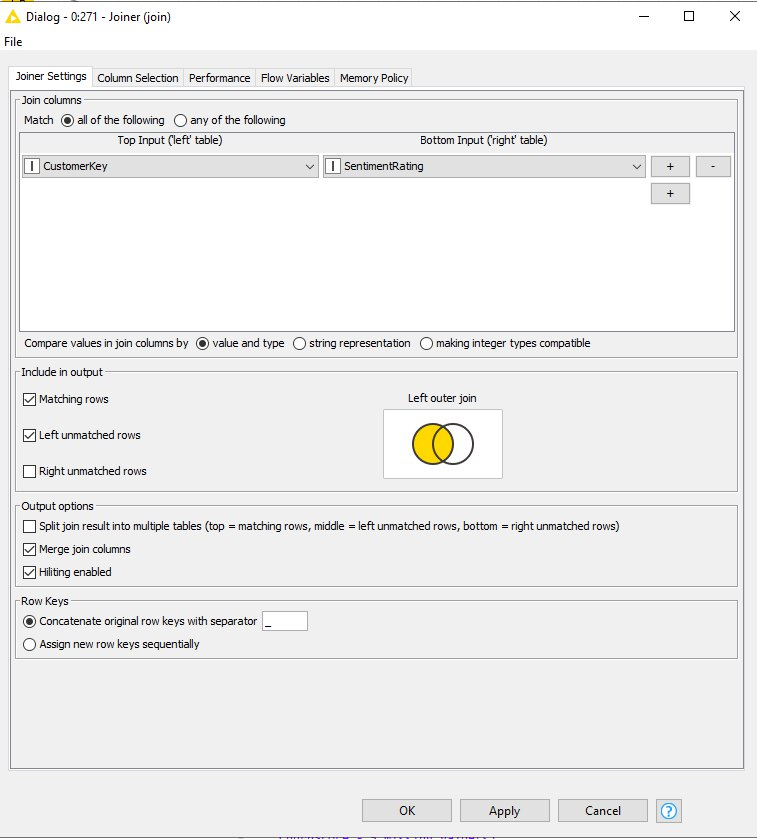 Dialog - 0:271 - Joiner (join)
File
Joiner Settings Column Selection Performance Flow Variables Memory Policy
Join columns
Match all of the following any of the following
Top Input ('left' table) Bottom Input ('right' table)
I CustomerKey I SentimentRating + -
+
Compare values in join columns by value and type string representation making integer types compatible
Include in output
Matching rows Left outer join
Left unmatched rows
Right unmatched rows
Output options
Split join result into multiple tables (top = matching rows, middle = left unmatched rows, bottom = right unmatched rows)
Merge join columns
Hiliting enabled
Row Keys
Concatenate original row keys with separator _
Assign new row keys sequentially
OK Apply Cancel ?